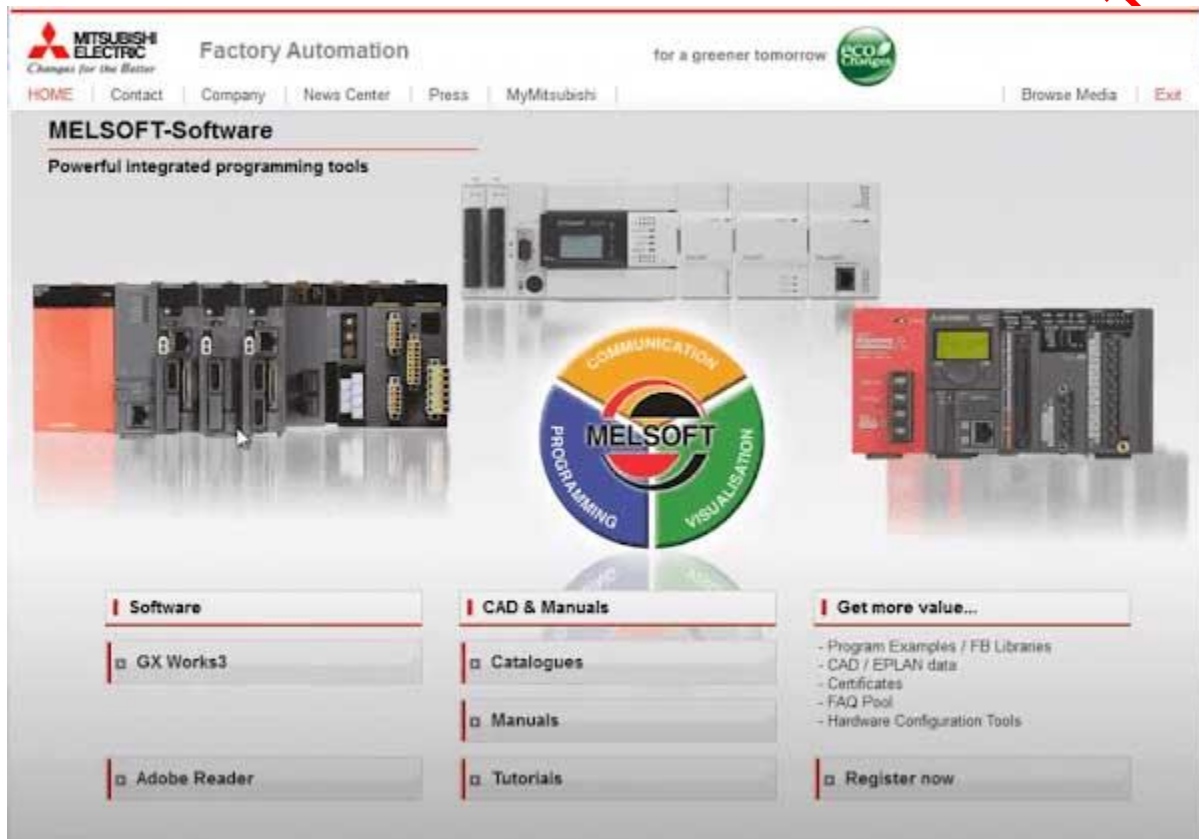 MITSUBISHI
ELECTRIC
Changes for the Better
Factory Automation
for a greener tomorrow
eco
Changes
HOME
Contact
Company
News Center
Press
MyMitsubishi
Browse Media
Exit
MELSOFT-Software
Powerful integrated programming tools
COMMUNICATION
MELSOFT
PROGRAMMING
VISUALISATION
Software
CAD & Manuals
Get more value...
GX Works3
Catalogues
- Program Examples / FB Libraries
- CAD / EPLAN data
- Certificates
- FAQ Pool
- Hardware Configuration Tools
Manuals
Adobe Reader
Tutorials
Register now